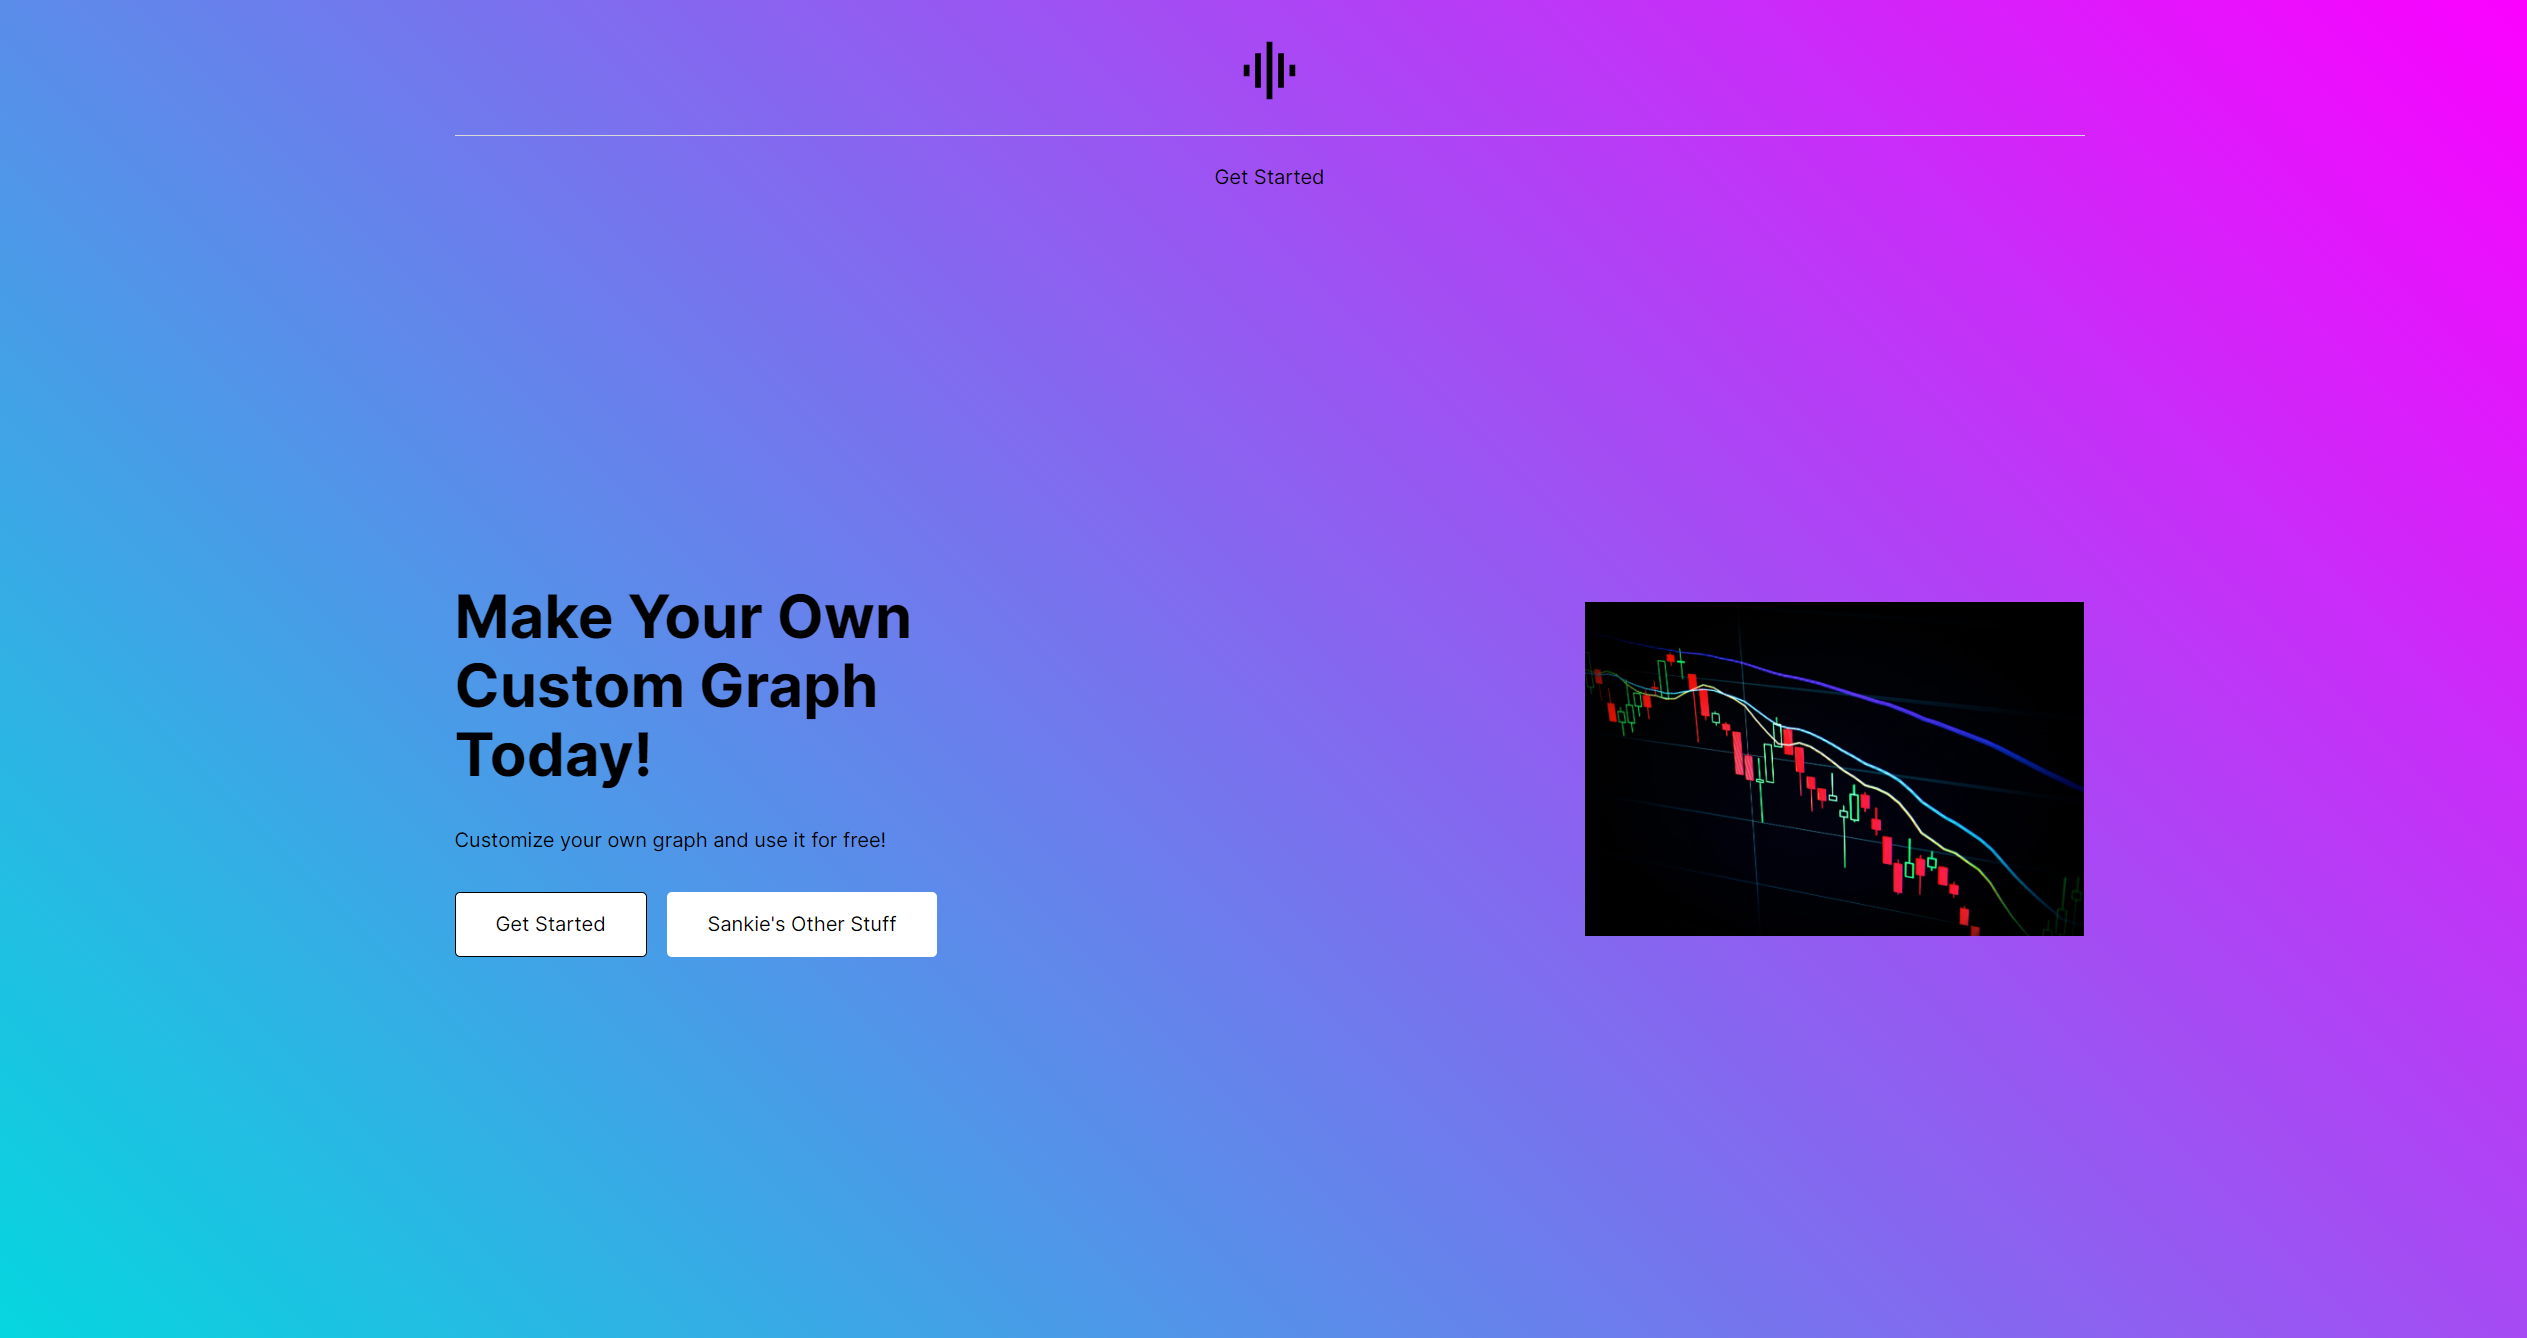 Get Started
Make Your Own
Custom Graph
Today!
Customize your own graph and use it for free!
Get Started
Sankie's Other Stuff